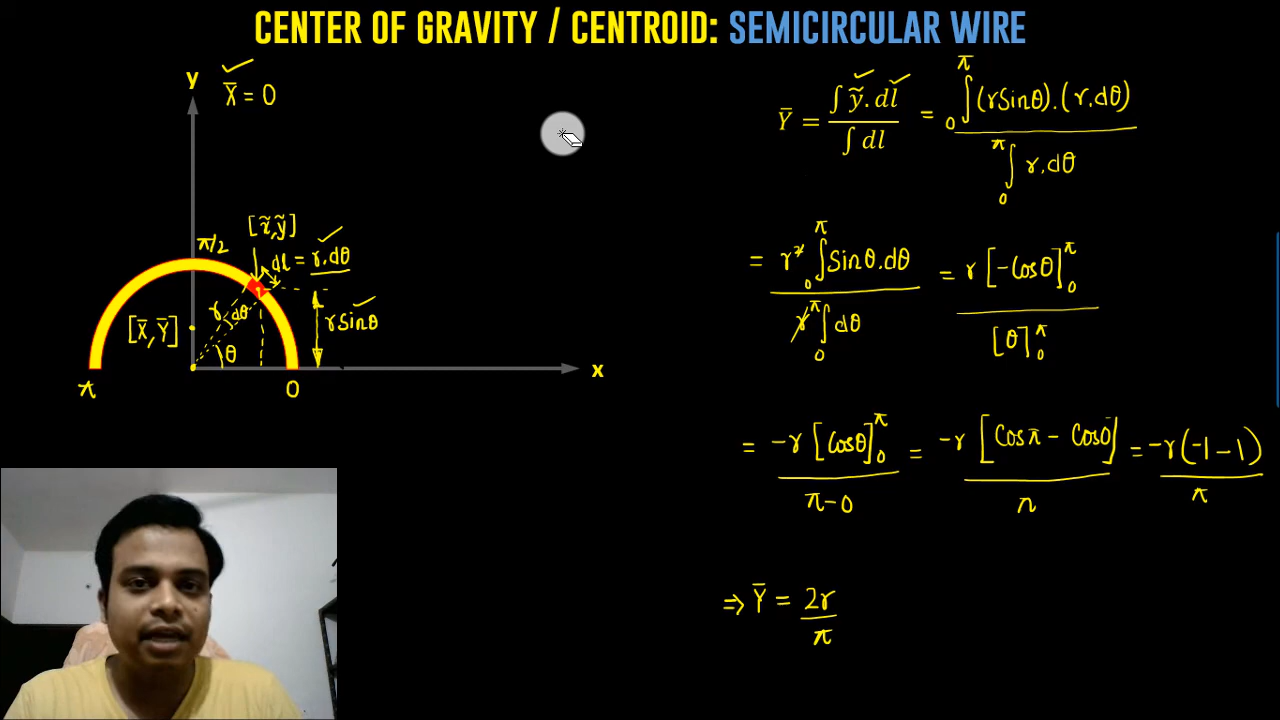 CENTER OF GRAVITY / CENTROID: SEMICIRCULAR WIRE
y
✓
X̄ = 0
[x̃,ỹ]
π/2
dl = r.dθ
r
dθ
r sinθ
[X̄,Ȳ]
θ
x
π
0
Ȳ = ∫ ỹ. dl / ∫ dl = ₀∫^π (r sinθ).(r.dθ) / ₀∫^π r.dθ
= r² ₀∫^π Sinθ.dθ / r ₀∫^π dθ = r [-Cosθ]₀^π / [θ]₀^π
= -r [Cosθ]₀^π / π-0 = -r [Cosπ - Cos0] / π = -r(-1-1) / π
⇒ Ȳ = 2r / π